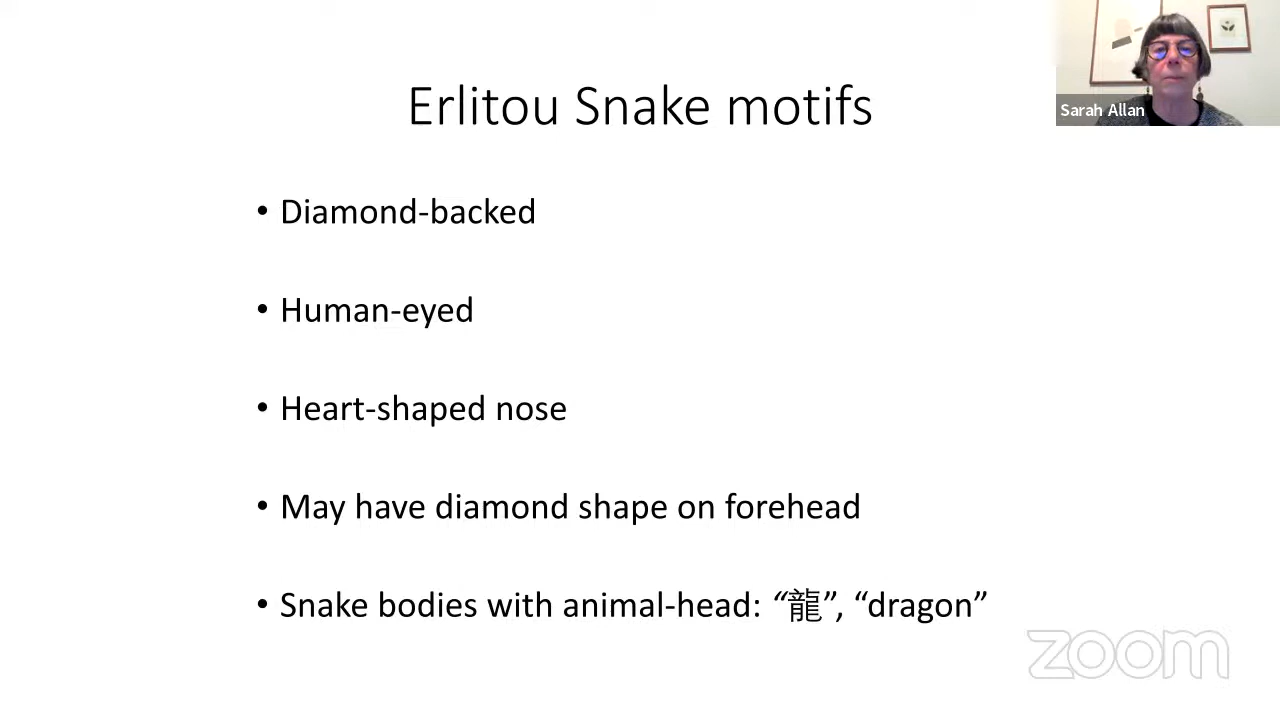 Erlitou Snake motifs
Sarah Allan
• Diamond-backed
• Human-eyed
• Heart-shaped nose
• May have diamond shape on forehead
• Snake bodies with animal-head: “龍”, “dragon”
zoom